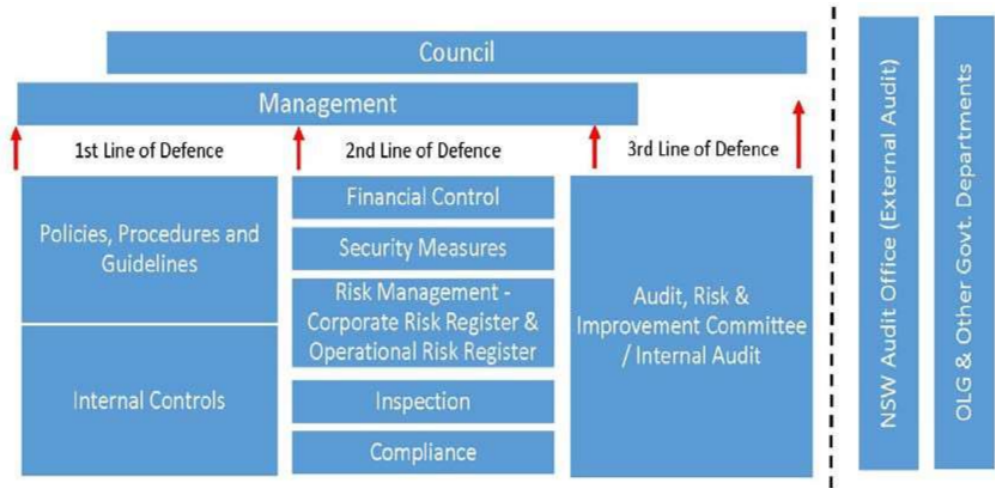 Council
Management
1st Line of Defence
2nd Line of Defence
3rd Line of Defence
Policies, Procedures and
Guidelines
Internal Controls
Financial Control
Security Measures
Risk Management -
Corporate Risk Register &
Operational Risk Register
Inspection
Compliance
Audit, Risk &
Improvement Committee
/ Internal Audit
NSW Audit Office (External Audit)
OLG & Other Govt. Departments